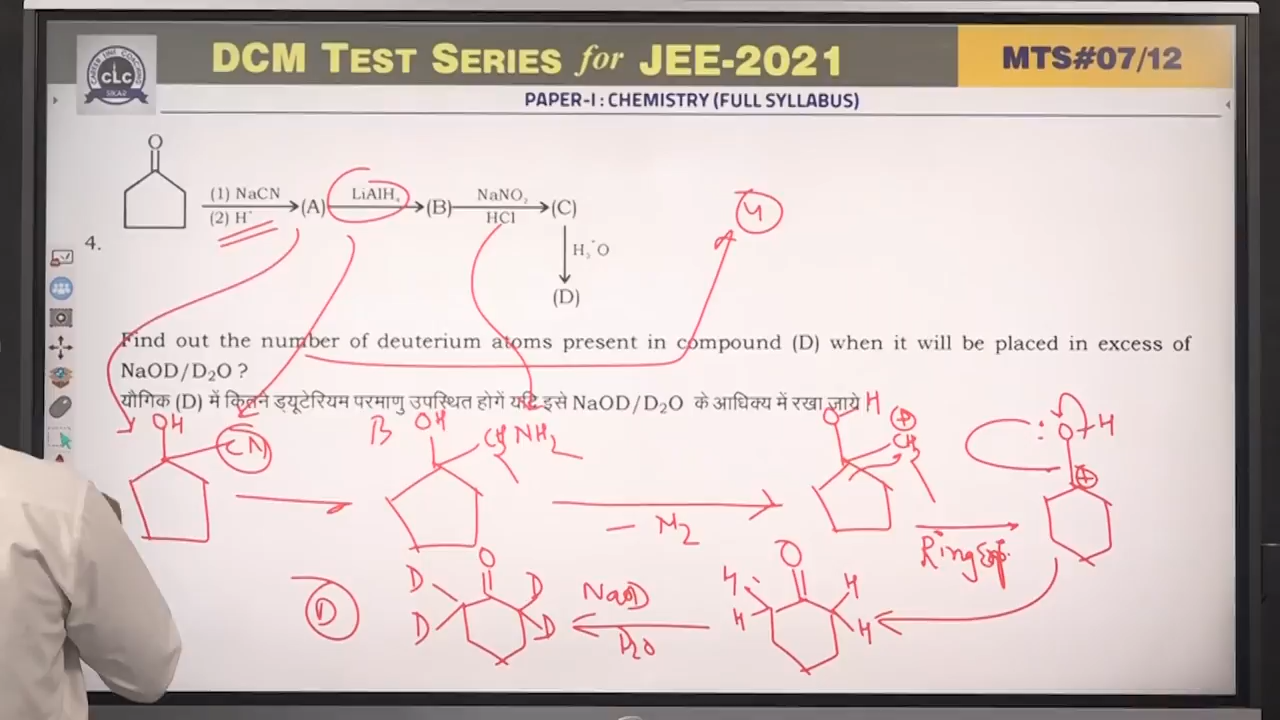 DCM TEST SERIES for JEE-2021
MTS#07/12
CLC
SIKAR
PAPER-I : CHEMISTRY (FULL SYLLABUS)
O
(1) NaCN
(2) H⁺
(A)
LiAlH₄
(B)
NaNO₂
HCl
(C)
4
4.
H₃⁺O
(D)
Find out the number of deuterium atoms present in compound (D) when it will be placed in excess of
NaOD/D₂O ?
यौगिक (D) में कितने ड्यूटेरियम परमाणु उपस्थित होगें यदि इसे NaOD/D₂O के आधिक्य में रखा जाये
OH
CN
B
OH
CH₂NH₂
- N₂
O H
⊕
CH₂
Ring Exp.
: O H
⊕
D
O
D D
D D
NaOD
D₂O
O
H H
H H